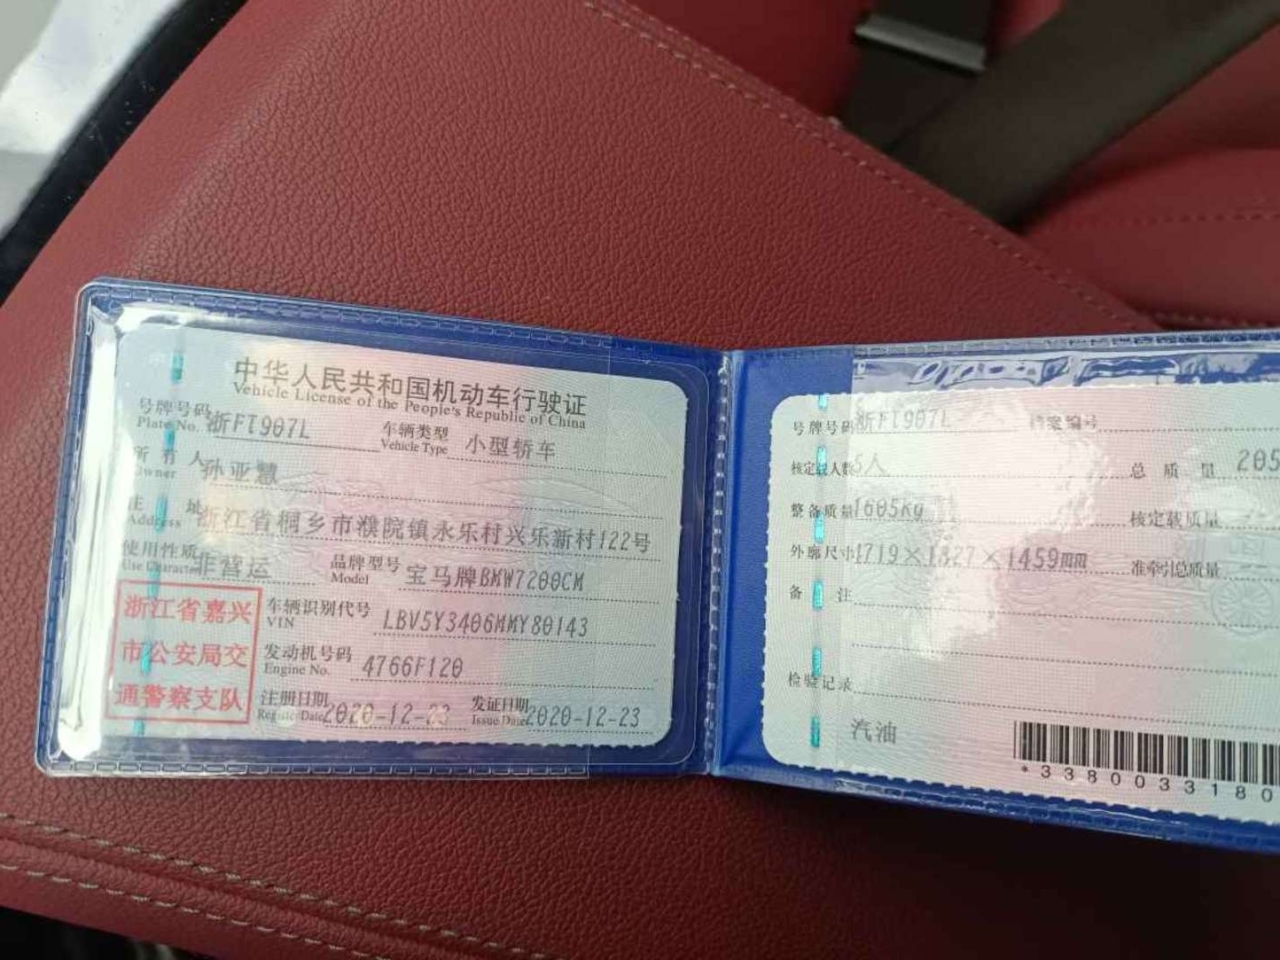 中华人民共和国机动车行驶证
Vehicle License of the People's Republic of China
号牌号码 Plate No. 浙FT907L 车辆类型 Vehicle Type 小型轿车
所有人 Owner 孙亚慧
住址 Address 浙江省桐乡市濮院镇永乐村兴乐新村122号
使用性质 Use Character 非营运 品牌型号 Model 宝马牌BMW7200CM
浙江省嘉兴
市公安局交
通警察支队
车辆识别代号 VIN LBV5Y3406MMY80143
发动机号码 Engine No. 4766F120
注册日期 Register Date 2020-12-23 发证日期 Issue Date 2020-12-23
号牌号码 浙FT907L 档案编号
核定载人数 5人 总质量 205
整备质量 1605Kg 核定载质量
外廓尺寸 4719×1827×1459mm 准牵引总质量
备注
检验记录
汽油
*3380033180